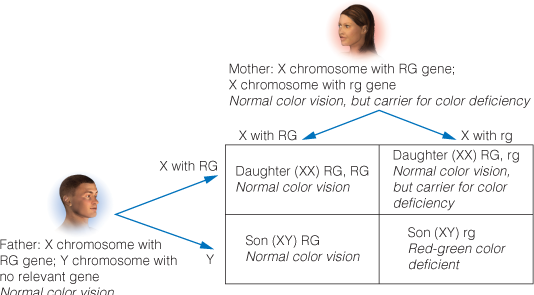 Mother: X chromosome with RG gene;
X chromosome with rg gene
Normal color vision, but carrier for color deficiency
X with RG
X with rg
X with RG
Daughter (XX) RG, RG
Normal color vision
Daughter (XX) RG, rg
Normal color vision,
but carrier for color
deficiency
Father: X chromosome with
RG gene; Y chromosome with
no relevant gene
Normal color vision
Y
Son (XY) RG
Normal color vision
Son (XY) rg
Red-green color
deficient